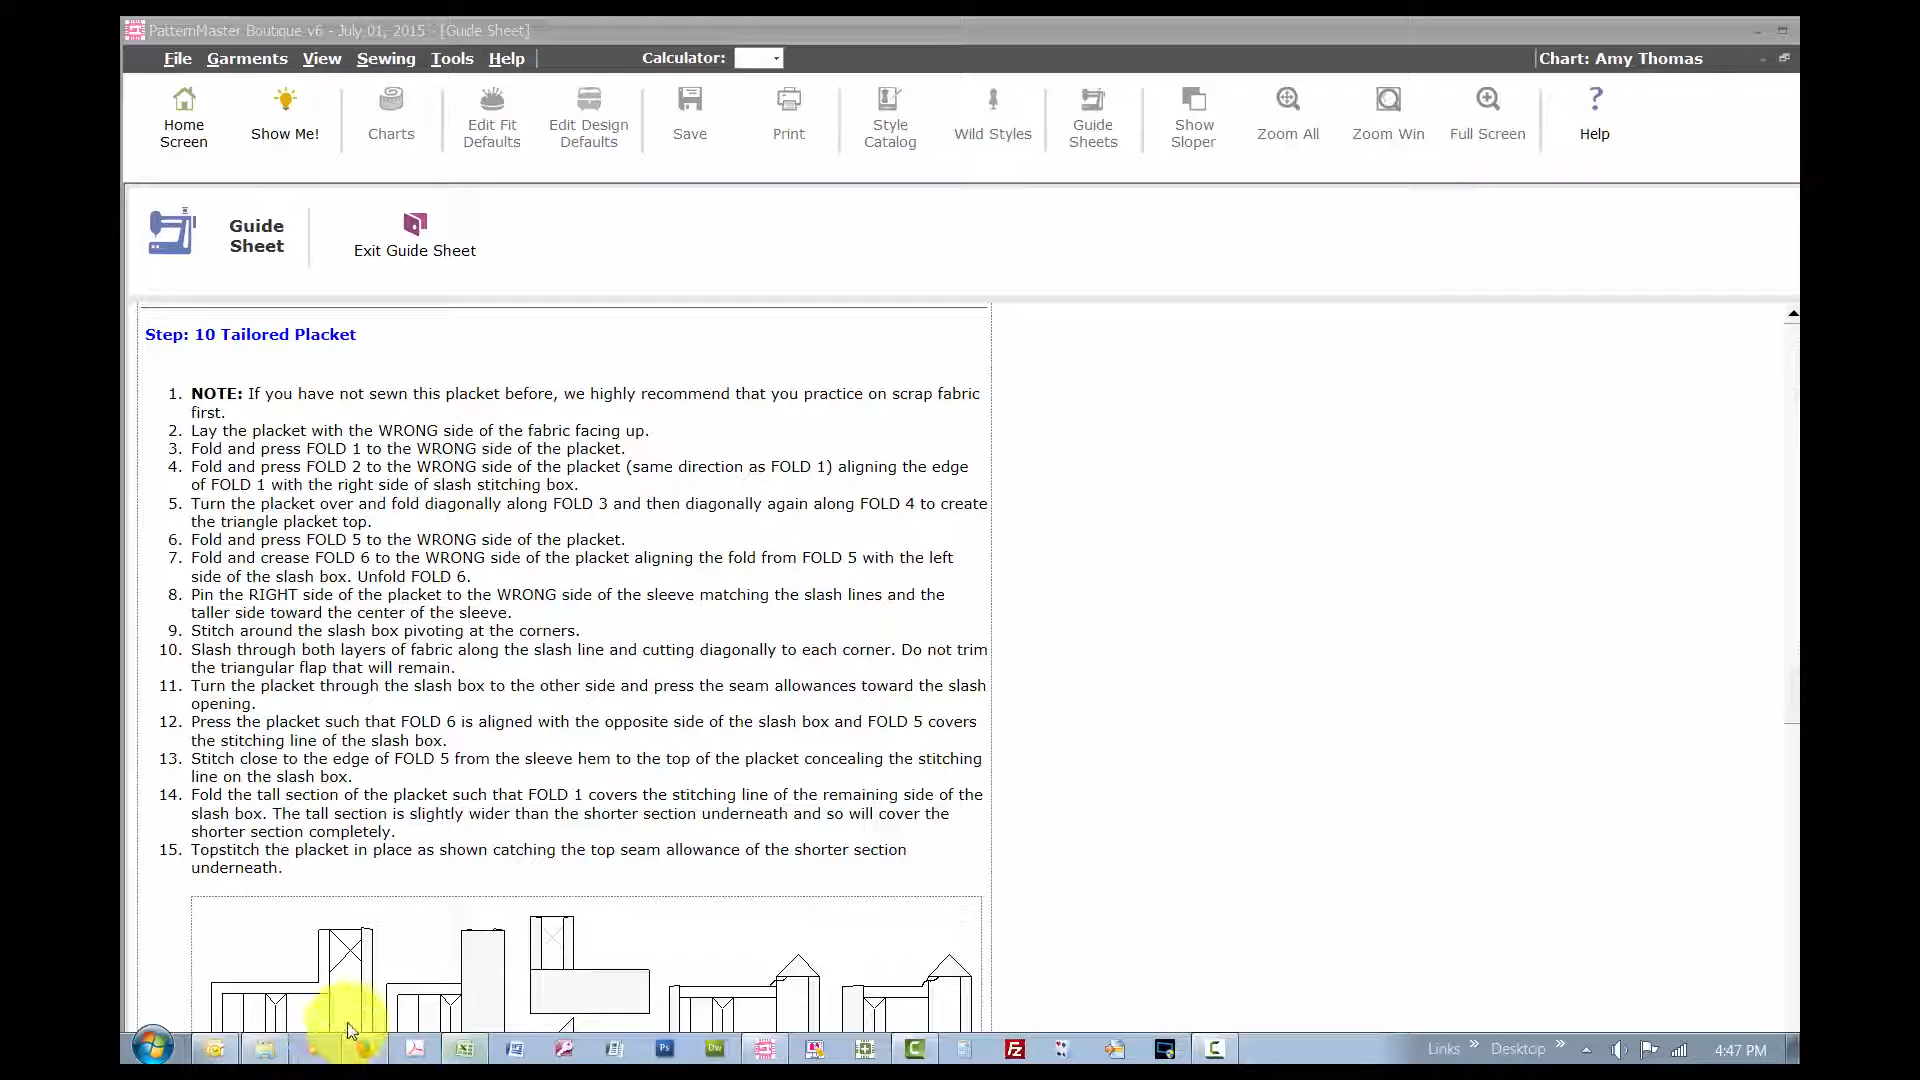 PatternMaster Boutique v6 - July 01, 2015 - [Guide Sheet]
File Garments View Sewing Tools Help Calculator: Chart: Amy Thomas
Home Screen
Show Me!
Charts
Edit Fit Defaults
Edit Design Defaults
Save
Print
Style Catalog
Wild Styles
Guide Sheets
Show Sloper
Zoom All
Zoom Win
Full Screen
Help
Guide Sheet
Exit Guide Sheet
Step: 10 Tailored Placket
1. NOTE: If you have not sewn this placket before, we highly recommend that you practice on scrap fabric
first.
2. Lay the placket with the WRONG side of the fabric facing up.
3. Fold and press FOLD 1 to the WRONG side of the placket.
4. Fold and press FOLD 2 to the WRONG side of the placket (same direction as FOLD 1) aligning the edge
of FOLD 1 with the right side of slash stitching box.
5. Turn the placket over and fold diagonally along FOLD 3 and then diagonally again along FOLD 4 to create
the triangle placket top.
6. Fold and press FOLD 5 to the WRONG side of the placket.
7. Fold and crease FOLD 6 to the WRONG side of the placket aligning the fold from FOLD 5 with the left
side of the slash box. Unfold FOLD 6.
8. Pin the RIGHT side of the placket to the WRONG side of the sleeve matching the slash lines and the
taller side toward the center of the sleeve.
9. Stitch around the slash box pivoting at the corners.
10. Slash through both layers of fabric along the slash line and cutting diagonally to each corner. Do not trim
the triangular flap that will remain.
11. Turn the placket through the slash box to the other side and press the seam allowances toward the slash
opening.
12. Press the placket such that FOLD 6 is aligned with the opposite side of the slash box and FOLD 5 covers
the stitching line of the slash box.
13. Stitch close to the edge of FOLD 5 from the sleeve hem to the top of the placket concealing the stitching
line on the slash box.
14. Fold the tall section of the placket such that FOLD 1 covers the stitching line of the remaining side of the
slash box. The tall section is slightly wider than the shorter section underneath and so will cover the
shorter section completely.
15. Topstitch the placket in place as shown catching the top seam allowance of the shorter section
underneath.
Ps Dw Fz Links » Desktop » 4:47 PM